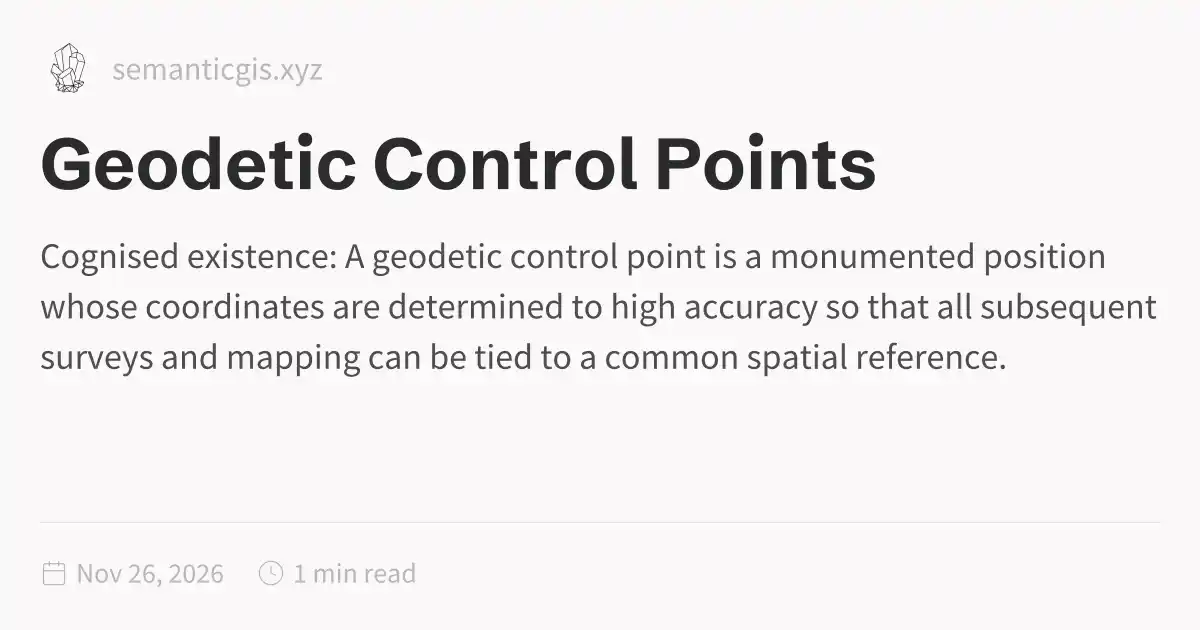 semanticgis.xyz
Geodetic Control Points
Cognised existence: A geodetic control point is a monumented position
whose coordinates are determined to high accuracy so that all subsequent
surveys and mapping can be tied to a common spatial reference.
Nov 26, 2026 1 min read